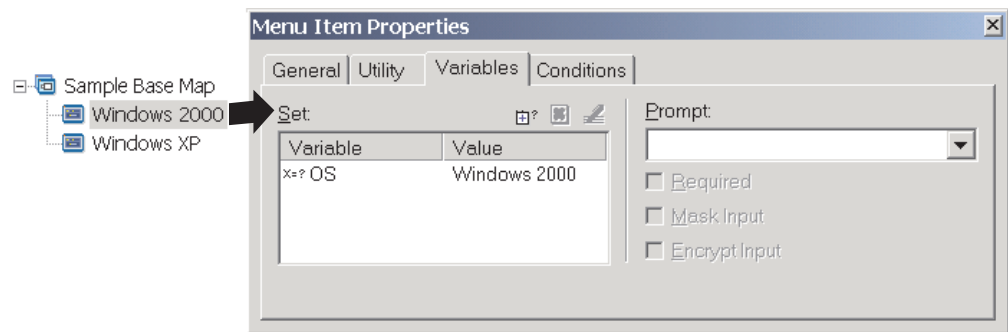 Menu Item Properties
General Utility Variables Conditions
Sample Base Map
Windows 2000
Windows XP
Set:
Variable Value
X=? OS Windows 2000
Prompt:
Required
Mask Input
Encrypt Input